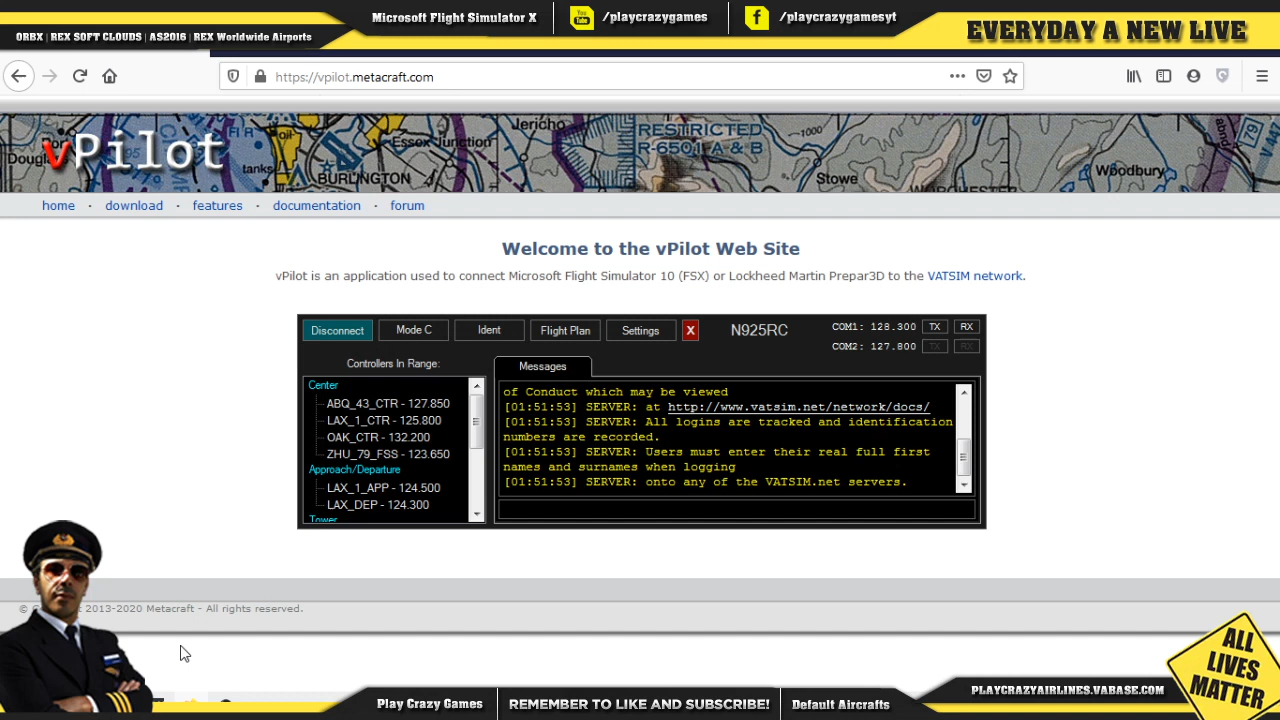 Microsoft Flight Simulator X
You
Tube
/playcrazygames
/playcrazygamesyt
EVERYDAY A NEW LIVE
ORBX | REX SOFT CLOUDS | AS2016 | REX Worldwide Airports
https://vpilot.metacraft.com
vPilot
Jericho
Essex Junction
BURLINGTON
tanks
RESTRICTED
R-6501 A & B
1000
Stowe
WORCHESTER
Woodbury
home · download · features · documentation · forum
Welcome to the vPilot Web Site
vPilot is an application used to connect Microsoft Flight Simulator 10 (FSX) or Lockheed Martin Prepar3D to the VATSIM network.
Disconnect
Mode C
Ident
Flight Plan
Settings
X
N925RC
COM1: 128.300 TX RX
COM2: 127.800 TX RX
Controllers In Range:
Center
ABQ_43_CTR - 127.850
LAX_1_CTR - 125.800
OAK_CTR - 132.200
ZHU_79_FSS - 123.650
Approach/Departure
LAX_1_APP - 124.500
LAX_DEP - 124.300
Tower
Messages
of Conduct which may be viewed
[01:51:53] SERVER: at http://www.vatsim.net/network/docs/
[01:51:53] SERVER: All logins are tracked and identification
numbers are recorded.
[01:51:53] SERVER: Users must enter their real full first
names and surnames when logging
[01:51:53] SERVER: onto any of the VATSIM.net servers.
© 2013-2020 Metacraft - All rights reserved.
ALL
LIVES
MATTER
PLAYCRAZYAIRLINES.VABASE.COM
Play Crazy Games
REMEMBER TO LIKE AND SUBSCRIBE!
Default Aircrafts